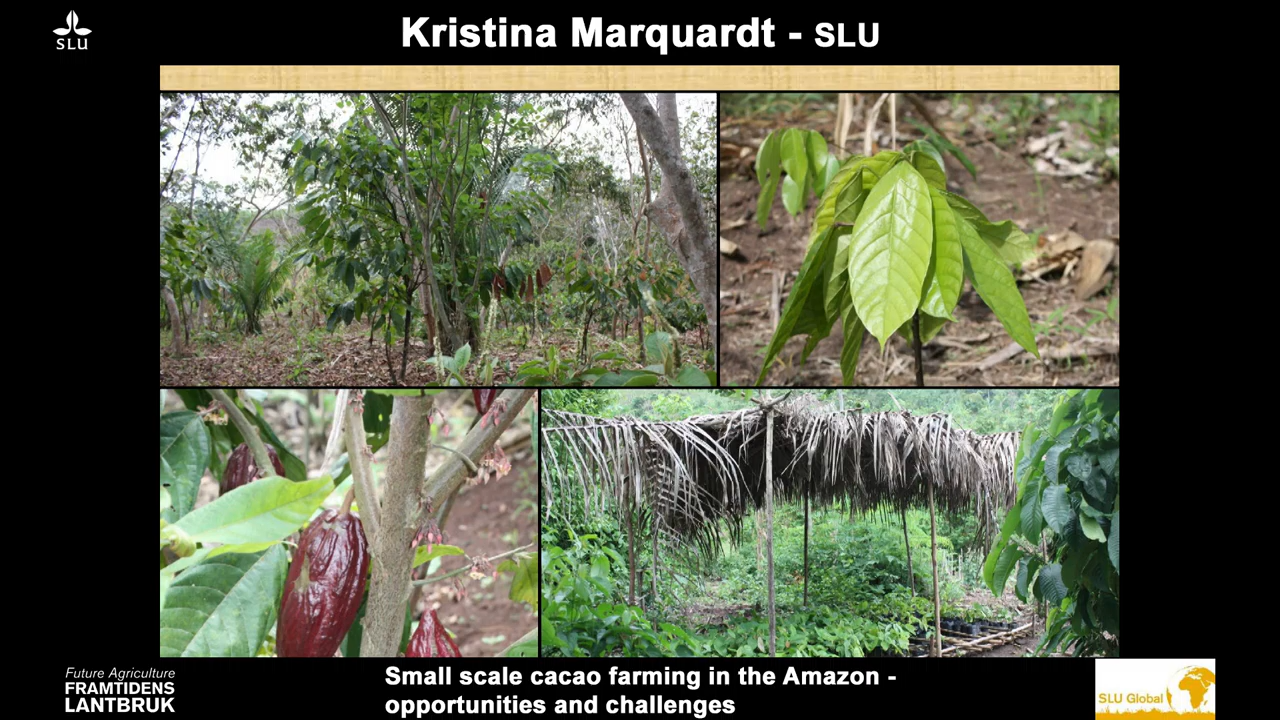 SLU
Kristina Marquardt - SLU
Future Agriculture
FRAMTIDENS
LANTBRUK
Small scale cacao farming in the Amazon -
opportunities and challenges
SLU Global